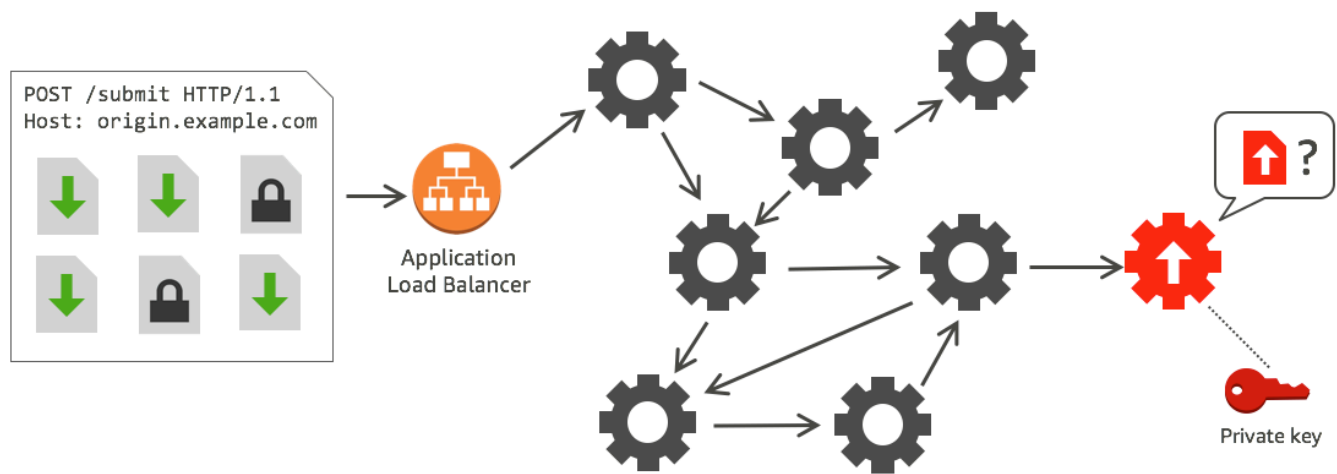 POST /submit HTTP/1.1
Host: origin.example.com
Application
Load Balancer
?
Private key